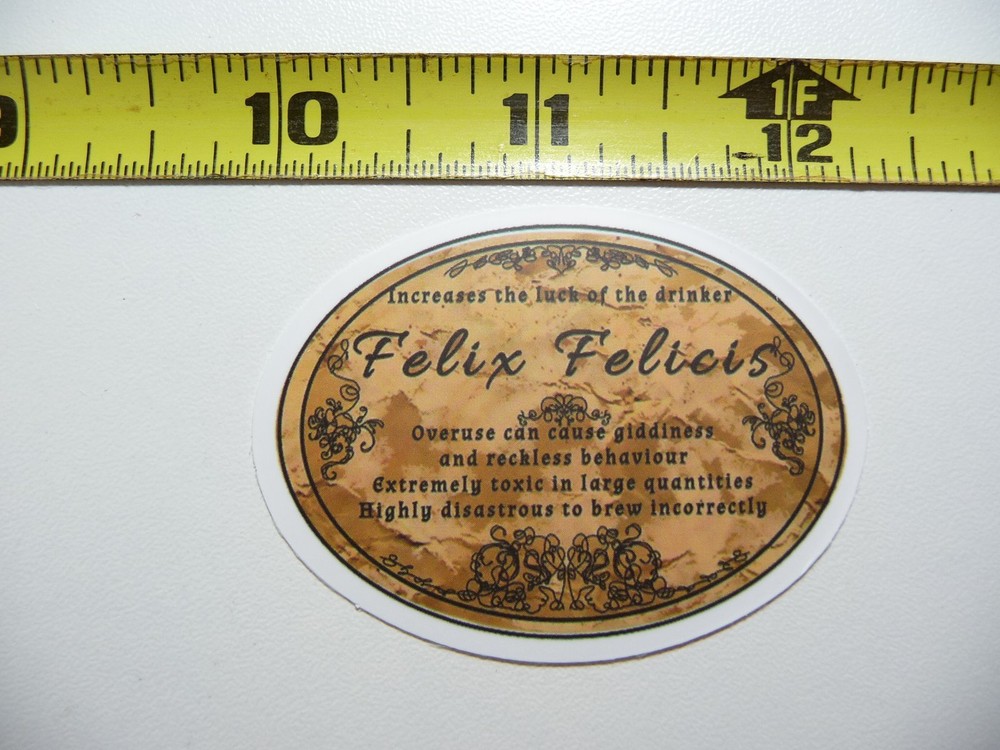 9 10 11 1F 12
Increases the luck of the drinker
Felix Felicis
Overuse can cause giddiness
and reckless behaviour
Extremely toxic in large quantities
Highly disastrous to brew incorrectly